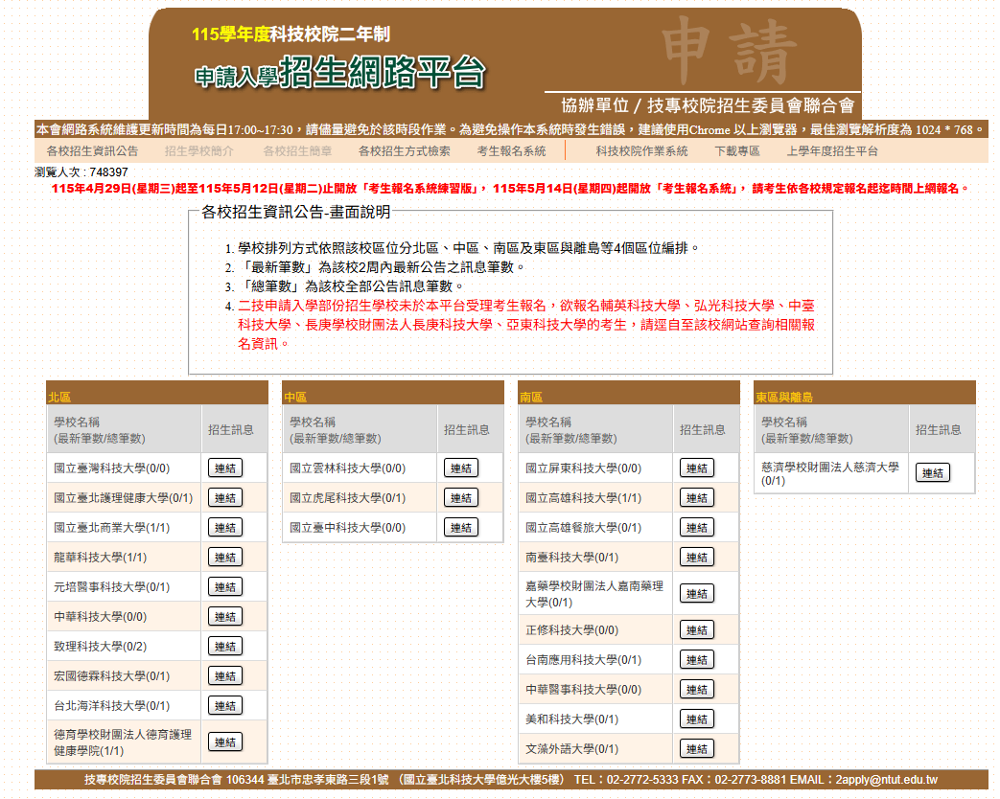 115學年度科技校院二年制
申請入學招生網路平台
申請
協辦單位 / 技專校院招生委員會聯合會
本會網路系統維護更新時間為每日17:00~17:30，請儘量避免於該時段作業。為避免操作本系統時發生錯誤，建議使用Chrome 以上瀏覽器，最佳瀏覽解析度為 1024 * 768。
各校招生資訊公告 招生學校簡介 各校招生簡章 各校招生方式檢索 考生報名系統 科技校院作業系統 下載專區 上學年度招生平台
瀏覽人次 : 748397
115年4月29日(星期三)起至115年5月12日(星期二)止開放「考生報名系統練習版」， 115年5月14日(星期四)起開放「考生報名系統」， 請考生依各校規定報名起迄時間上網報名。
各校招生資訊公告-畫面說明
1. 學校排列方式依照該校區位分北區、中區、南區及東區與離島等4個區位編排。
2. 「最新筆數」為該校2周內最新公告之訊息筆數。
3. 「總筆數」為該校全部公告訊息筆數。
4. 二技申請入學部份招生學校未於本平台受理考生報名，欲報名輔英科技大學、弘光科技大學、中臺
科技大學、長庚學校財團法人長庚科技大學、亞東科技大學的考生，請逕自至該校網站查詢相關報
名資訊。
北區
學校名稱
(最新筆數/總筆數)
招生訊息
國立臺灣科技大學(0/0) 連結
國立臺北護理健康大學(0/1) 連結
國立臺北商業大學(1/1) 連結
龍華科技大學(1/1) 連結
元培醫事科技大學(0/1) 連結
中華科技大學(0/0) 連結
致理科技大學(0/2) 連結
宏國德霖科技大學(0/1) 連結
台北海洋科技大學(0/1) 連結
德育學校財團法人德育護理
健康學院(1/1) 連結
中區
學校名稱
(最新筆數/總筆數)
招生訊息
國立雲林科技大學(0/0) 連結
國立虎尾科技大學(0/1) 連結
國立臺中科技大學(0/0) 連結
南區
學校名稱
(最新筆數/總筆數)
招生訊息
國立屏東科技大學(0/0) 連結
國立高雄科技大學(1/1) 連結
國立高雄餐旅大學(0/1) 連結
南臺科技大學(0/1) 連結
嘉藥學校財團法人嘉南藥理
大學(0/1) 連結
正修科技大學(0/0) 連結
台南應用科技大學(0/1) 連結
中華醫事科技大學(0/0) 連結
美和科技大學(0/1) 連結
文藻外語大學(0/1) 連結
東區與離島
學校名稱
(最新筆數/總筆數)
招生訊息
慈濟學校財團法人慈濟大學
(0/1) 連結
技專校院招生委員會聯合會 106344 臺北市忠孝東路三段1號 （國立臺北科技大學億光大樓5樓） TEL：02-2772-5333 FAX：02-2773-8881 EMAIL：2apply@ntut.edu.tw